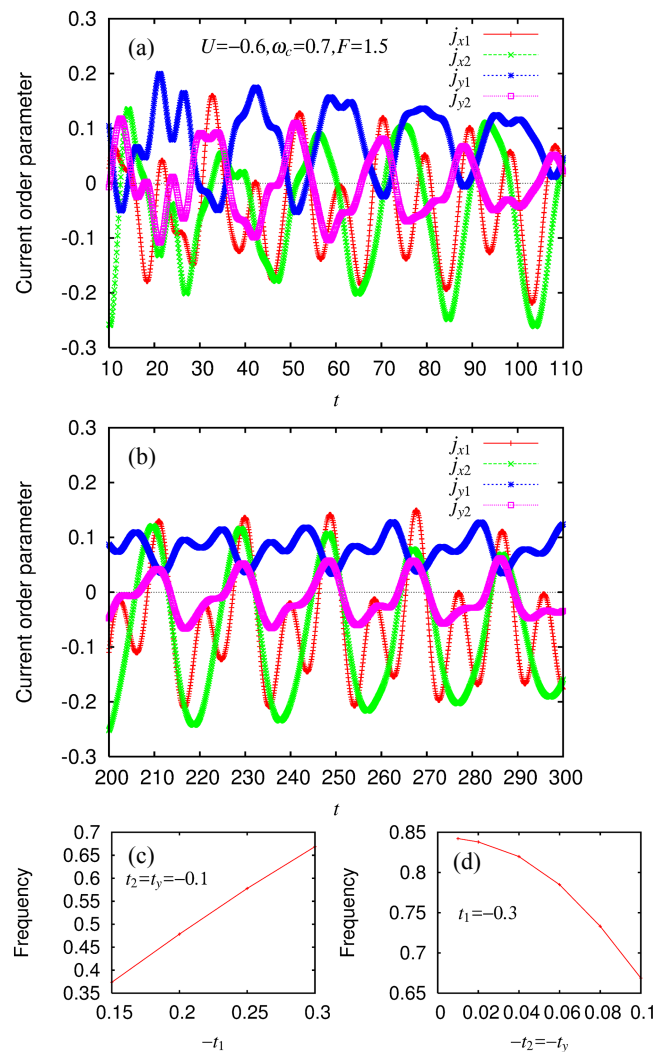 (a)
U=−0.6,ω_c=0.7,F=1.5
j_x1
j_x2
j_y1
j_y2
Current order parameter
0.3
0.2
0.1
0
-0.1
-0.2
-0.3
10 20 30 40 50 60 70 80 90 100 110
t
(b)
j_x1
j_x2
j_y1
j_y2
Current order parameter
0.3
0.2
0.1
0
-0.1
-0.2
-0.3
200 210 220 230 240 250 260 270 280 290 300
t
(c)
t_2=t_y=−0.1
Frequency
0.7
0.65
0.6
0.55
0.5
0.45
0.4
0.35
0.15 0.2 0.25 0.3
−t_1
(d)
t_1=−0.3
Frequency
0.85
0.8
0.75
0.7
0.65
0 0.02 0.04 0.06 0.08 0.1
−t_2=−t_y